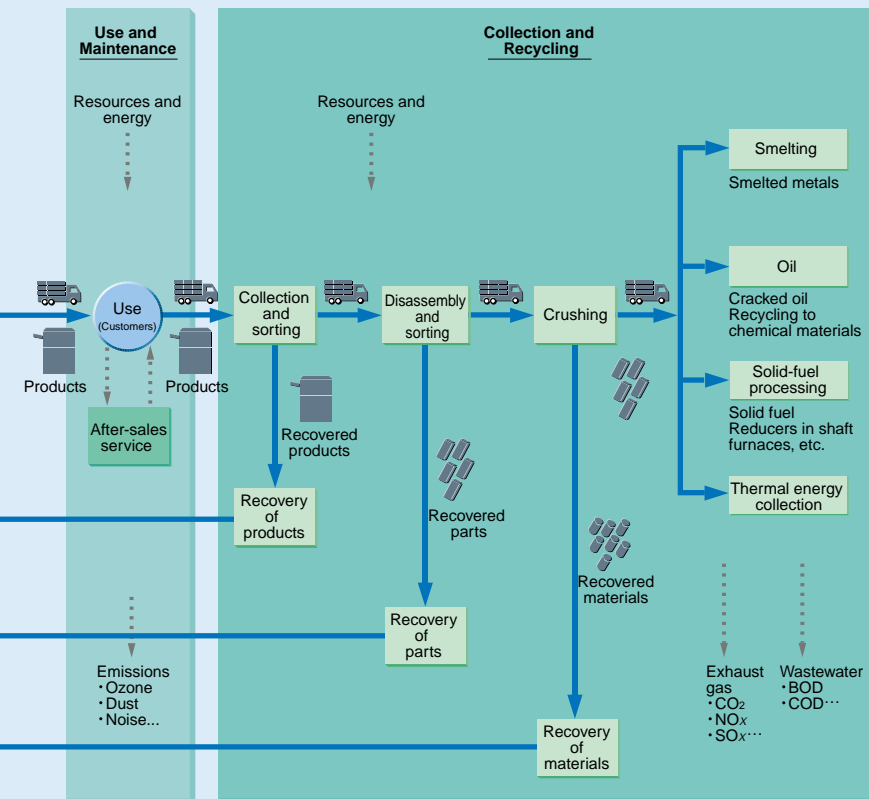 Use and
Maintenance
Collection and
Recycling
Resources and
energy
Resources and
energy
Smelting
Smelted metals
Use
(Customers)
Products
Products
After-sales
service
Collection
and
sorting
Disassembly
and
sorting
Crushing
Oil
Cracked oil
Recycling to
chemical materials
Solid-fuel
processing
Solid fuel
Reducers in shaft
furnaces, etc.
Thermal energy
collection
Recovered
products
Recovery
of
products
Recovered
parts
Recovery
of
parts
Recovered
materials
Recovery
of
materials
Emissions
・Ozone
・Dust
・Noise...
Exhaust
gas
・CO₂
・NOx
・SOx…
Wastewater
・BOD
・COD…